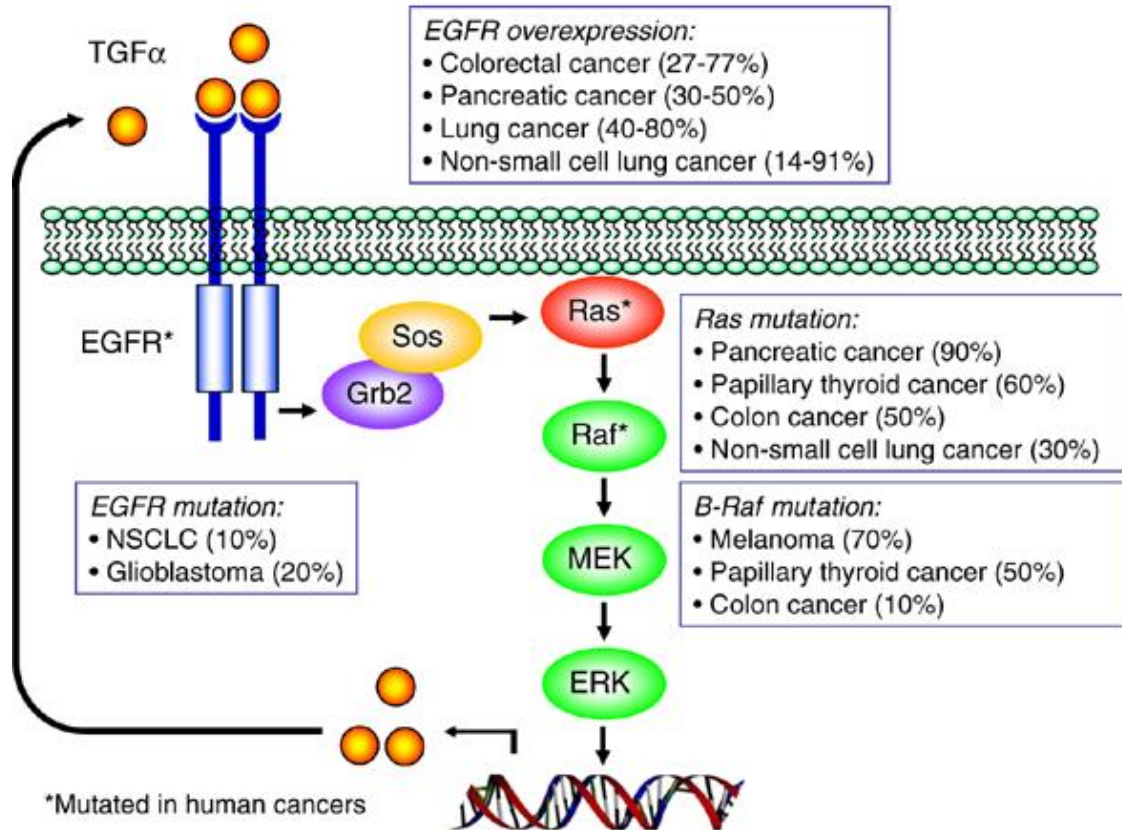 TGFα
EGFR overexpression:
• Colorectal cancer (27-77%)
• Pancreatic cancer (30-50%)
• Lung cancer (40-80%)
• Non-small cell lung cancer (14-91%)
EGFR*
Sos
Grb2
Ras*
Raf*
MEK
ERK
Ras mutation:
• Pancreatic cancer (90%)
• Papillary thyroid cancer (60%)
• Colon cancer (50%)
• Non-small cell lung cancer (30%)
EGFR mutation:
• NSCLC (10%)
• Glioblastoma (20%)
B-Raf mutation:
• Melanoma (70%)
• Papillary thyroid cancer (50%)
• Colon cancer (10%)
*Mutated in human cancers